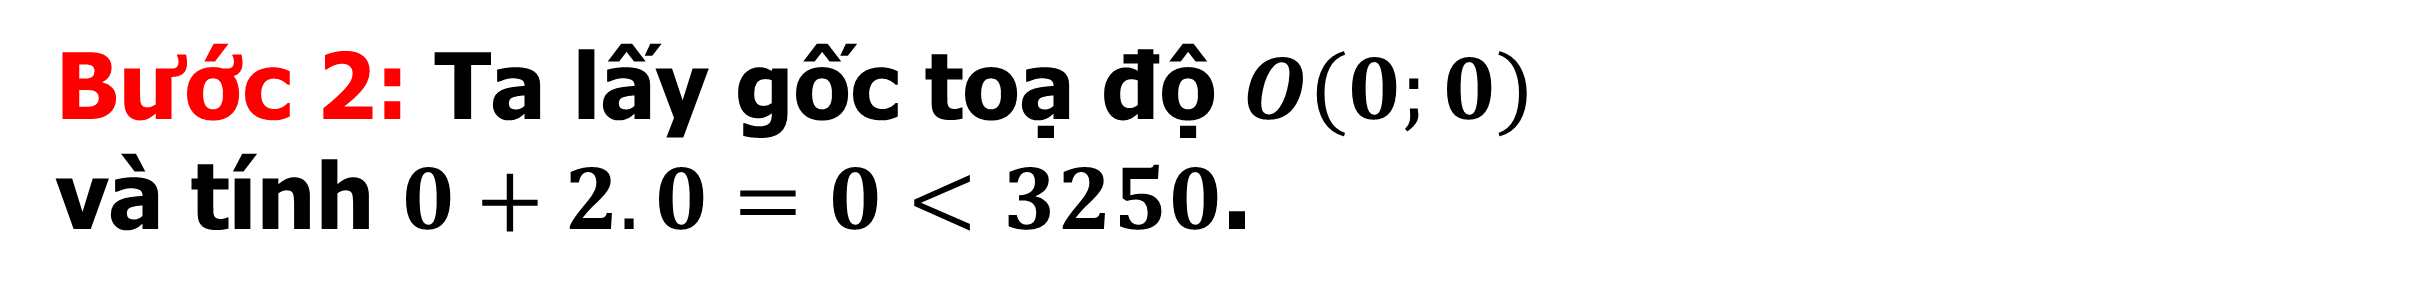 Bước 2: Ta lấy gốc toạ độ O(0; 0)
và tính 0 + 2. 0 = 0 < 3250.